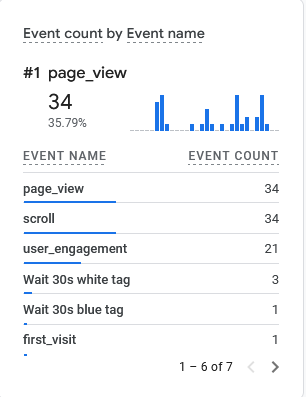 Event count by Event name
#1 page_view
34
35.79%
EVENT NAME EVENT COUNT
page_view 34
scroll 34
user_engagement 21
Wait 30s white tag 3
Wait 30s blue tag 1
first_visit 1
1 – 6 of 7